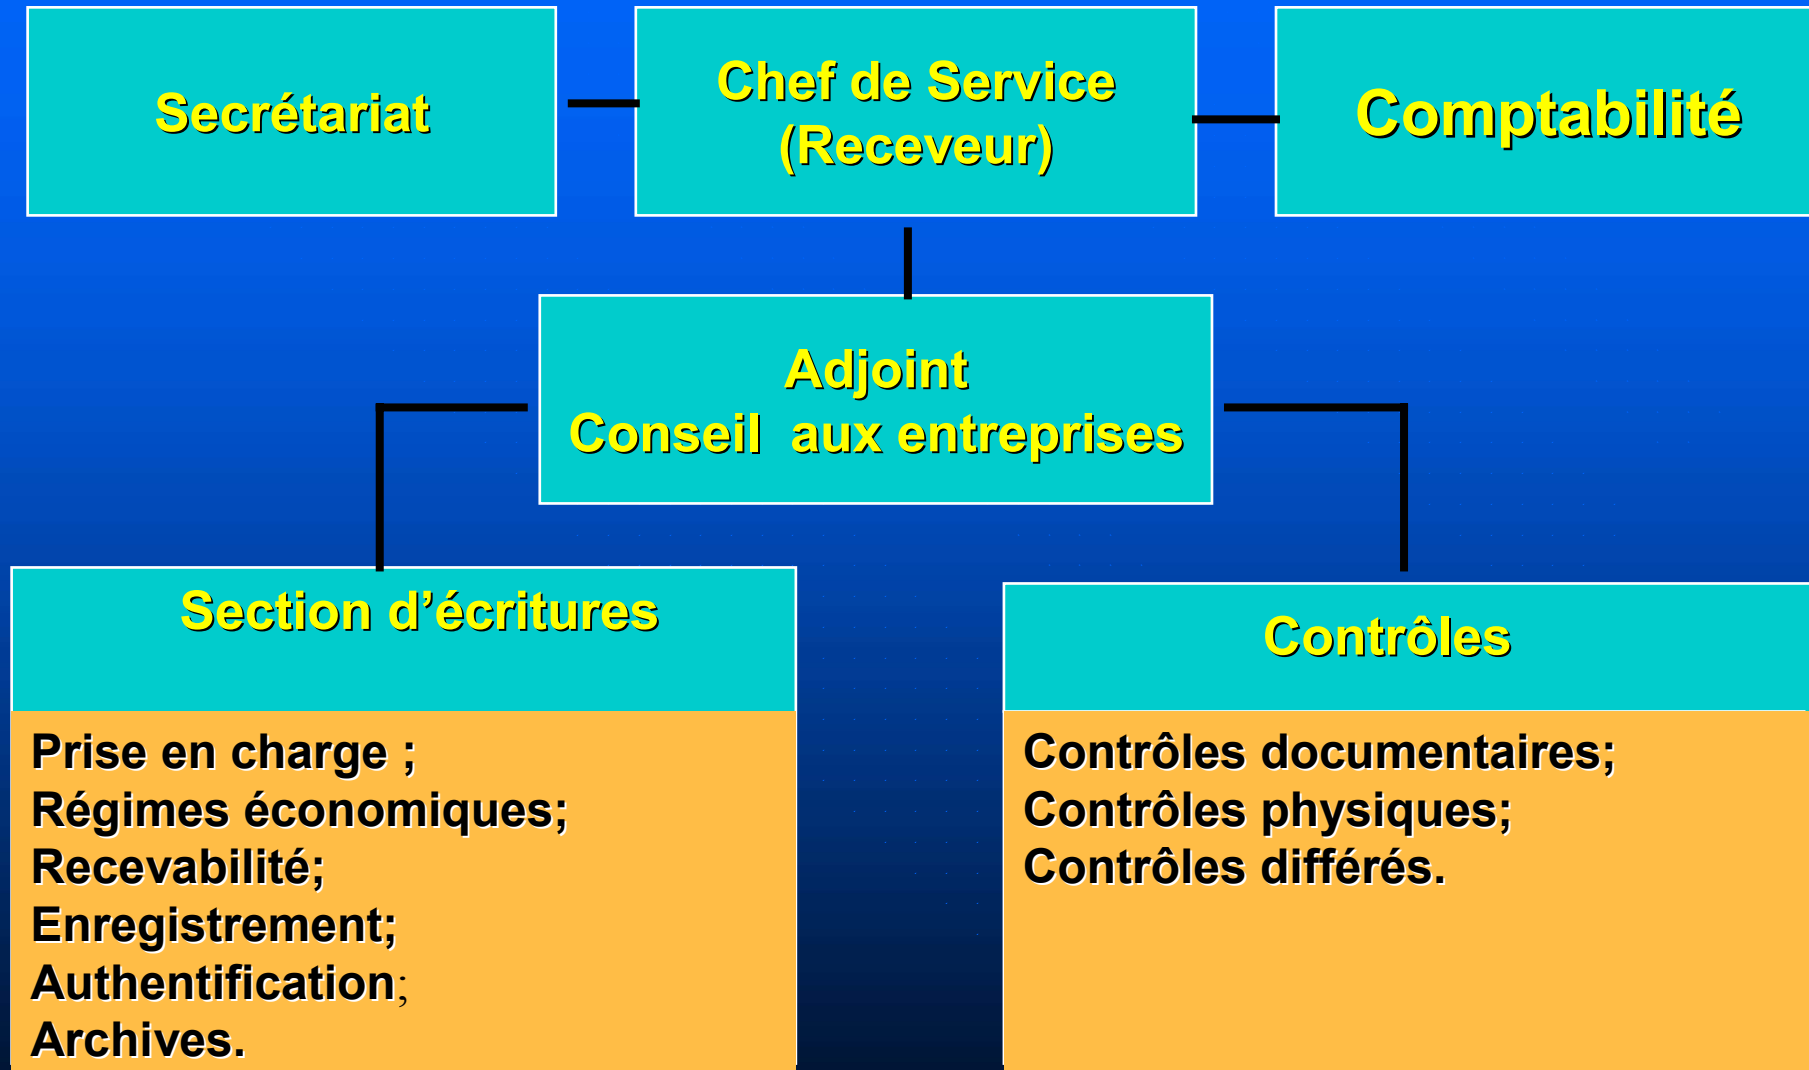 Secrétariat
Chef de Service
(Receveur)
Comptabilité
Adjoint
Conseil  aux entreprises
Section d’écritures
Prise en charge ;
Régimes économiques;
Recevabilité;
Enregistrement;
Authentification;
Archives.
Contrôles
Contrôles documentaires;
Contrôles physiques;
Contrôles différés.